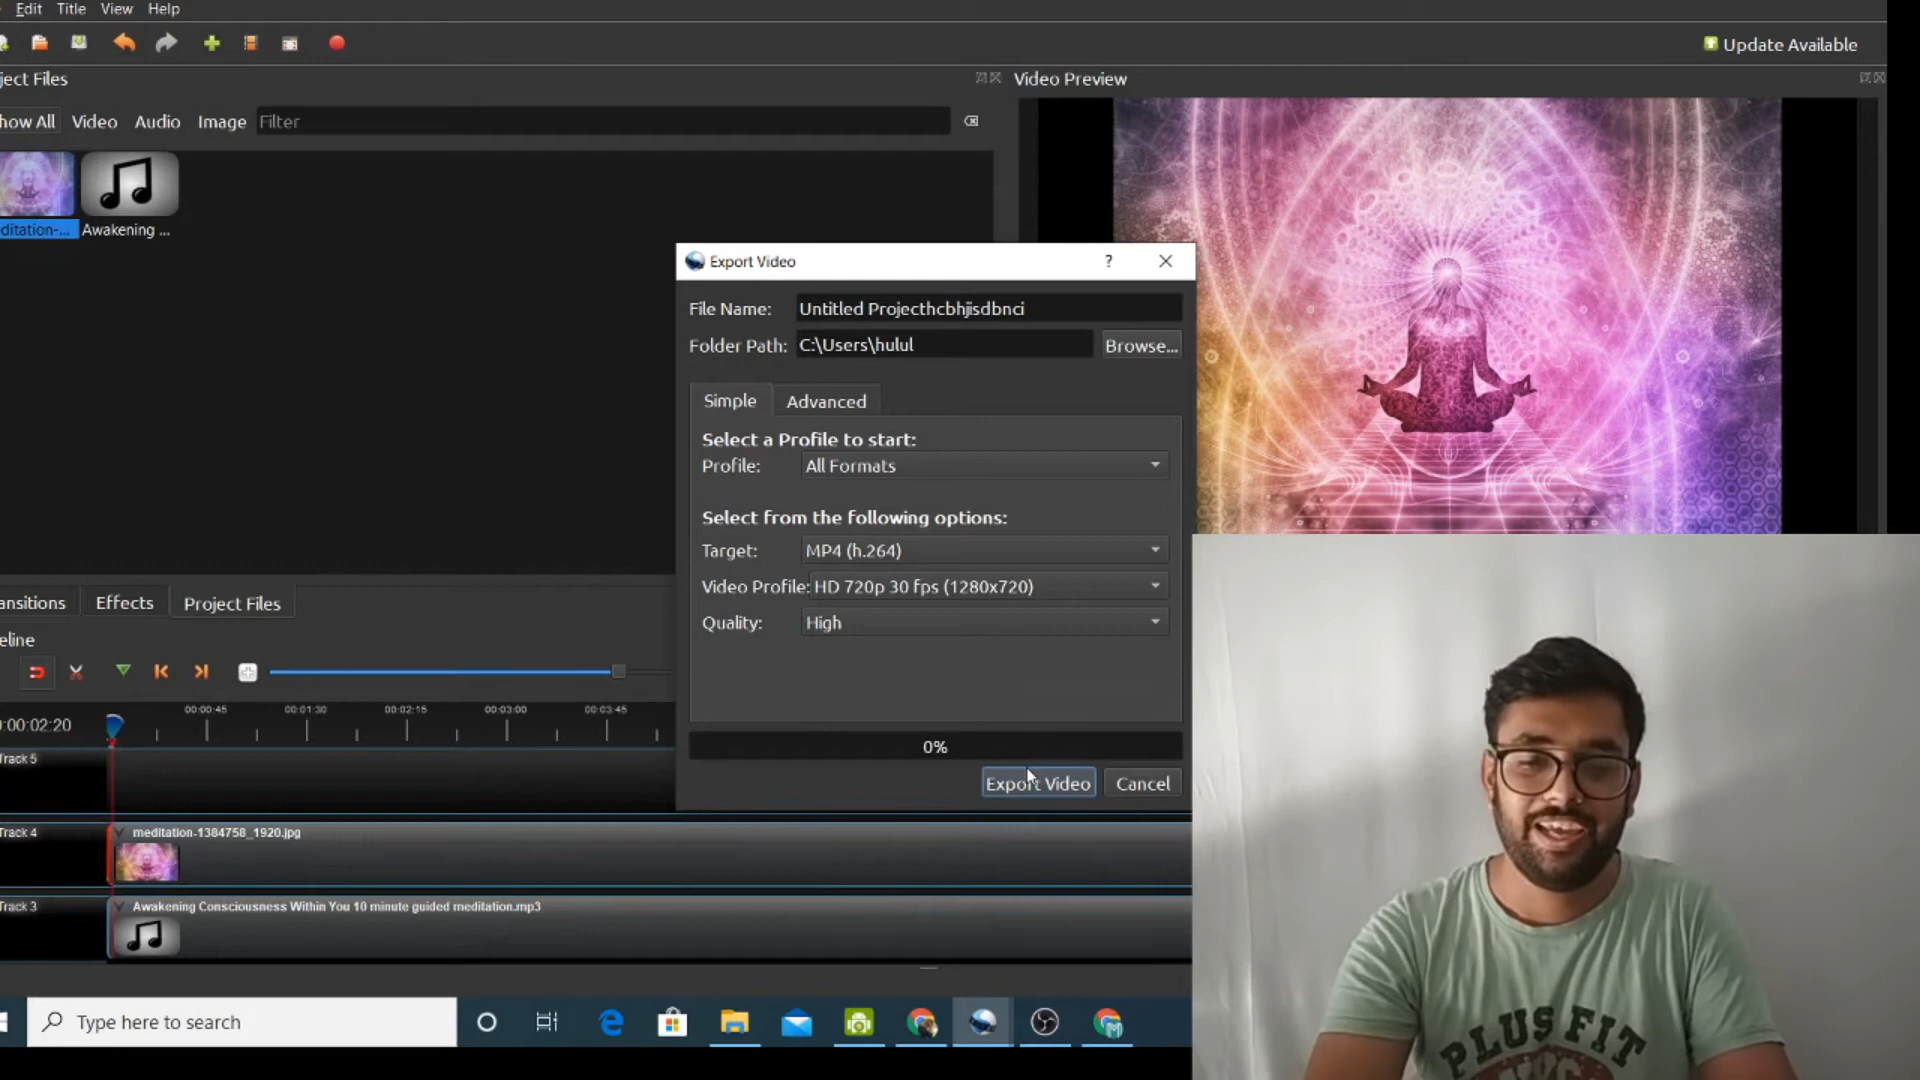 Edit Title View Help
Update Available
ject Files
Video Preview
how All Video Audio Image Filter
editation-... Awakening ...
Export Video ?
File Name: Untitled Projecthcbhjisdbnci
Folder Path: C:\Users\hulul Browse...
Simple Advanced
Select a Profile to start:
Profile: All Formats
Select from the following options:
Target: MP4 (h.264)
Video Profile: HD 720p 30 fps (1280x720)
Quality: High
0%
Export Video Cancel
ansitions Effects Project Files
eline
:00:02:20 00:00:45 00:01:30 00:02:15 00:03:00 00:03:45
Track 5
Track 4 meditation-1384758_1920.jpg
Track 3 Awakening Consciousness Within You 10 minute guided meditation.mp3
Type here to search
PLUS FIT